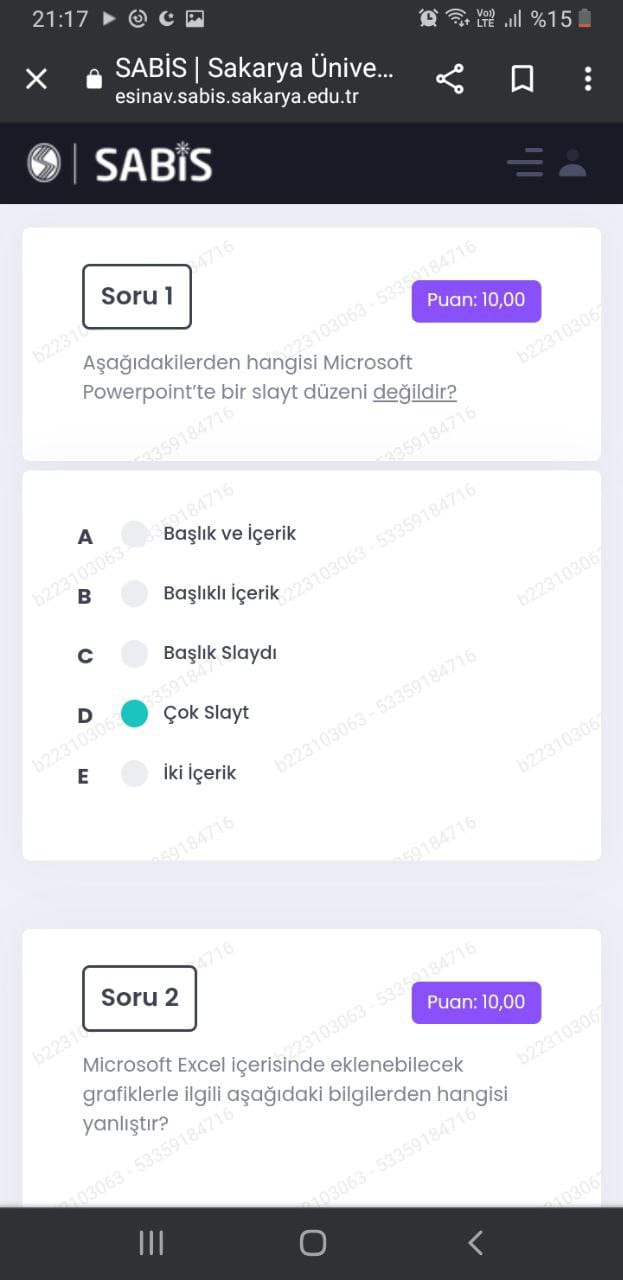 21:17
Vo))
LTE
%15
SABİS | Sakarya Ünive...
esinav.sabis.sakarya.edu.tr
SABİS
Soru 1
Puan: 10,00
Aşağıdakilerden hangisi Microsoft
Powerpoint'te bir slayt düzeni değildir?
A Başlık ve İçerik
B Başlıklı İçerik
C Başlık Slaydı
D Çok Slayt
E İki İçerik
Soru 2
Puan: 10,00
Microsoft Excel içerisinde eklenebilecek
grafiklerle ilgili aşağıdaki bilgilerden hangisi
yanlıştır?
b223103063 - 53359184716